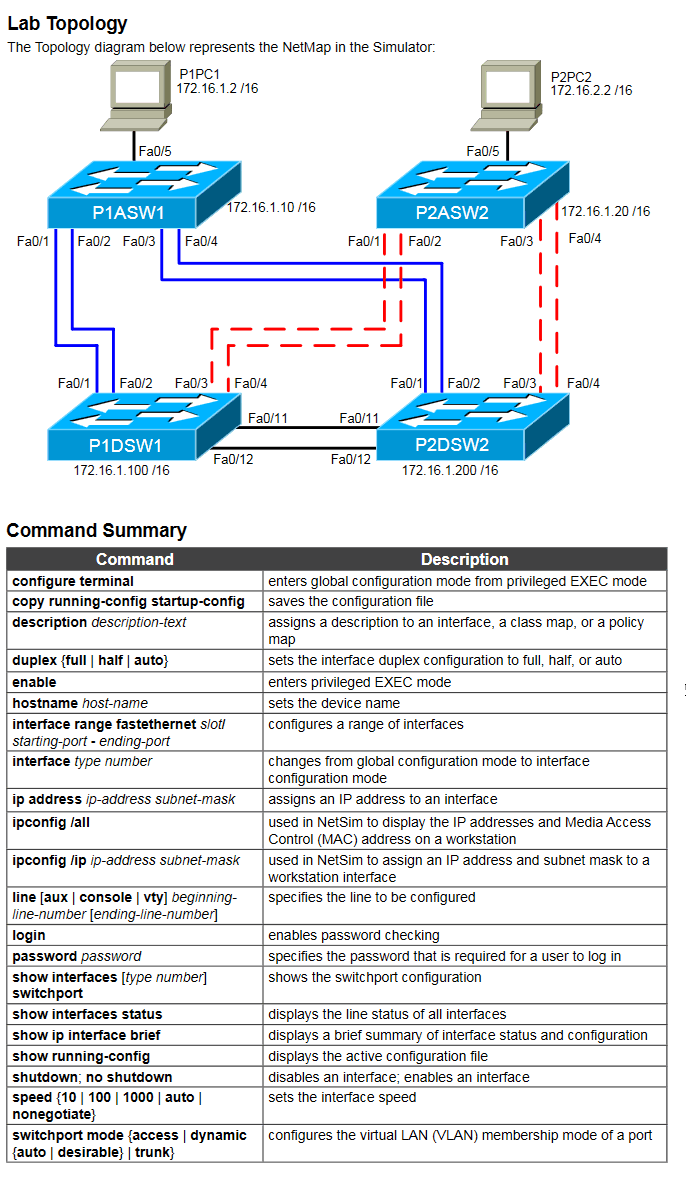 Lab Topology
The Topology diagram below represents the NetMap in the Simulator:
P1PC1
172.16.1.2 /16
P2PC2
172.16.2.2 /16
Fa0/5
Fa0/5
P1ASW1
172.16.1.10 /16
P2ASW2
172.16.1.20 /16
Fa0/1
Fa0/2
Fa0/3
Fa0/4
Fa0/1
Fa0/2
Fa0/3
Fa0/4
Fa0/1
Fa0/2
Fa0/3
Fa0/4
Fa0/1
Fa0/2
Fa0/3
Fa0/4
P1DSW1
Fa0/11
Fa0/11
P2DSW2
Fa0/12
Fa0/12
172.16.1.100 /16
172.16.1.200 /16
Command Summary
Command
Description
configure terminal
enters global configuration mode from privileged EXEC mode
copy running-config startup-config
saves the configuration file
description description-text
assigns a description to an interface, a class map, or a policy
map
duplex {full | half | auto}
sets the interface duplex configuration to full, half, or auto
enable
enters privileged EXEC mode
hostname host-name
sets the device name
interface range fastethernet slot/
starting-port - ending-port
configures a range of interfaces
interface type number
changes from global configuration mode to interface
configuration mode
ip address ip-address subnet-mask
assigns an IP address to an interface
ipconfig /all
used in NetSim to display the IP addresses and Media Access
Control (MAC) address on a workstation
ipconfig /ip ip-address subnet-mask
used in NetSim to assign an IP address and subnet mask to a
workstation interface
line [aux | console | vty] beginning-
line-number [ending-line-number]
specifies the line to be configured
login
enables password checking
password password
specifies the password that is required for a user to log in
show interfaces [type number]
switchport
shows the switchport configuration
show interfaces status
displays the line status of all interfaces
show ip interface brief
displays a brief summary of interface status and configuration
show running-config
displays the active configuration file
shutdown; no shutdown
disables an interface; enables an interface
speed {10 | 100 | 1000 | auto |
nonegotiate}
sets the interface speed
switchport mode {access | dynamic
{auto | desirable} | trunk}
configures the virtual LAN (VLAN) membership mode of a port